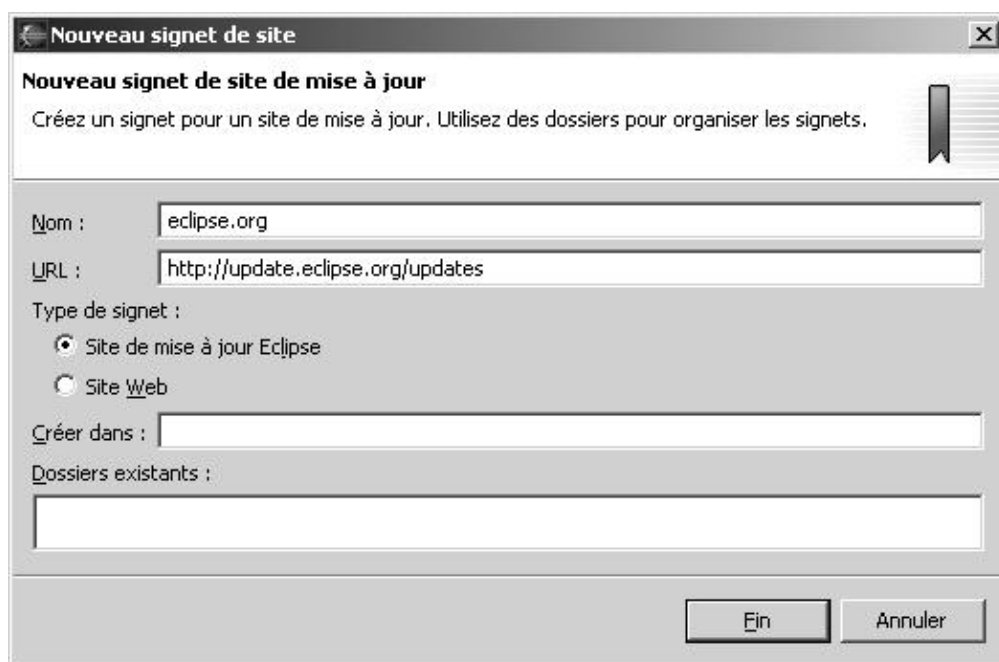 Nouveau signet de site
Nouveau signet de site de mise à jour
Créez un signet pour un site de mise à jour. Utilisez des dossiers pour organiser les signets.
Nom : eclipse.org
URL : http://update.eclipse.org/updates
Type de signet :
Site de mise à jour Eclipse
Site Web
Créer dans :
Dossiers existants :
Fin Annuler